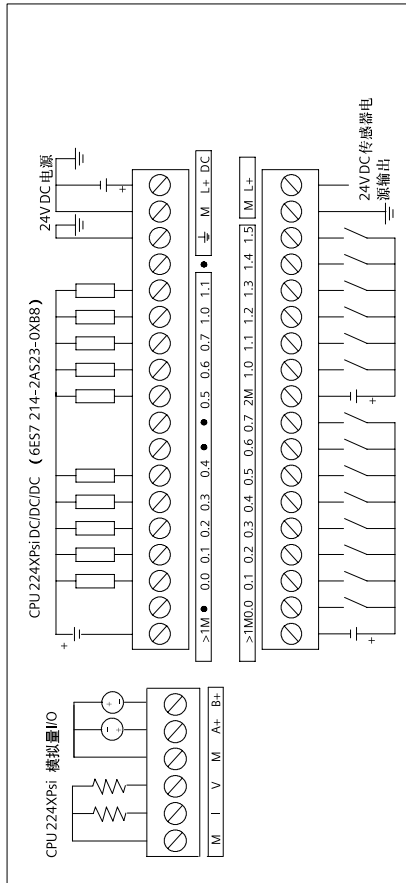 CPU 224XPsi DC/DC/DC （6ES7 214-2AS23-0XB8）
24V DC 电源
+
+
>1M ● 0.0 0.1 0.2 0.3 0.4 ● ● 0.5 0.6 0.7 1.0 1.1 ● ⏚ M L+ DC
>1M 0.0 0.1 0.2 0.3 0.4 0.5 0.6 0.7 2M 1.0 1.1 1.2 1.3 1.4 1.5 M L+
+
+
24V DC 传感器电
源输出
CPU 224XPsi 模拟量I/O
- +
+ -
M I V M A+ B+